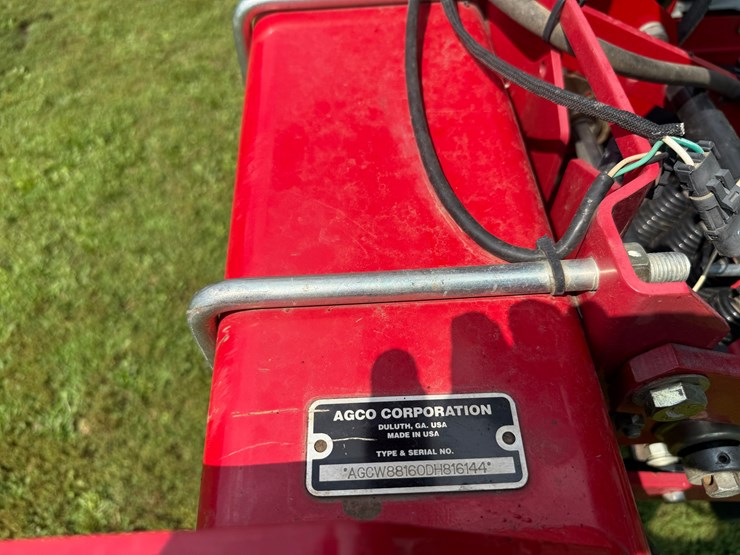 AGCO CORPORATION
DULUTH, GA. USA
MADE IN USA
TYPE & SERIAL NO.
*AGCW88160DH816144*